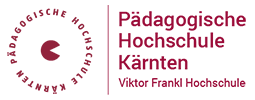 PÄDAGOGISCHE HOCHSCHULE KÄRNTEN
Pädagogische
Hochschule
Kärnten
Viktor Frankl Hochschule